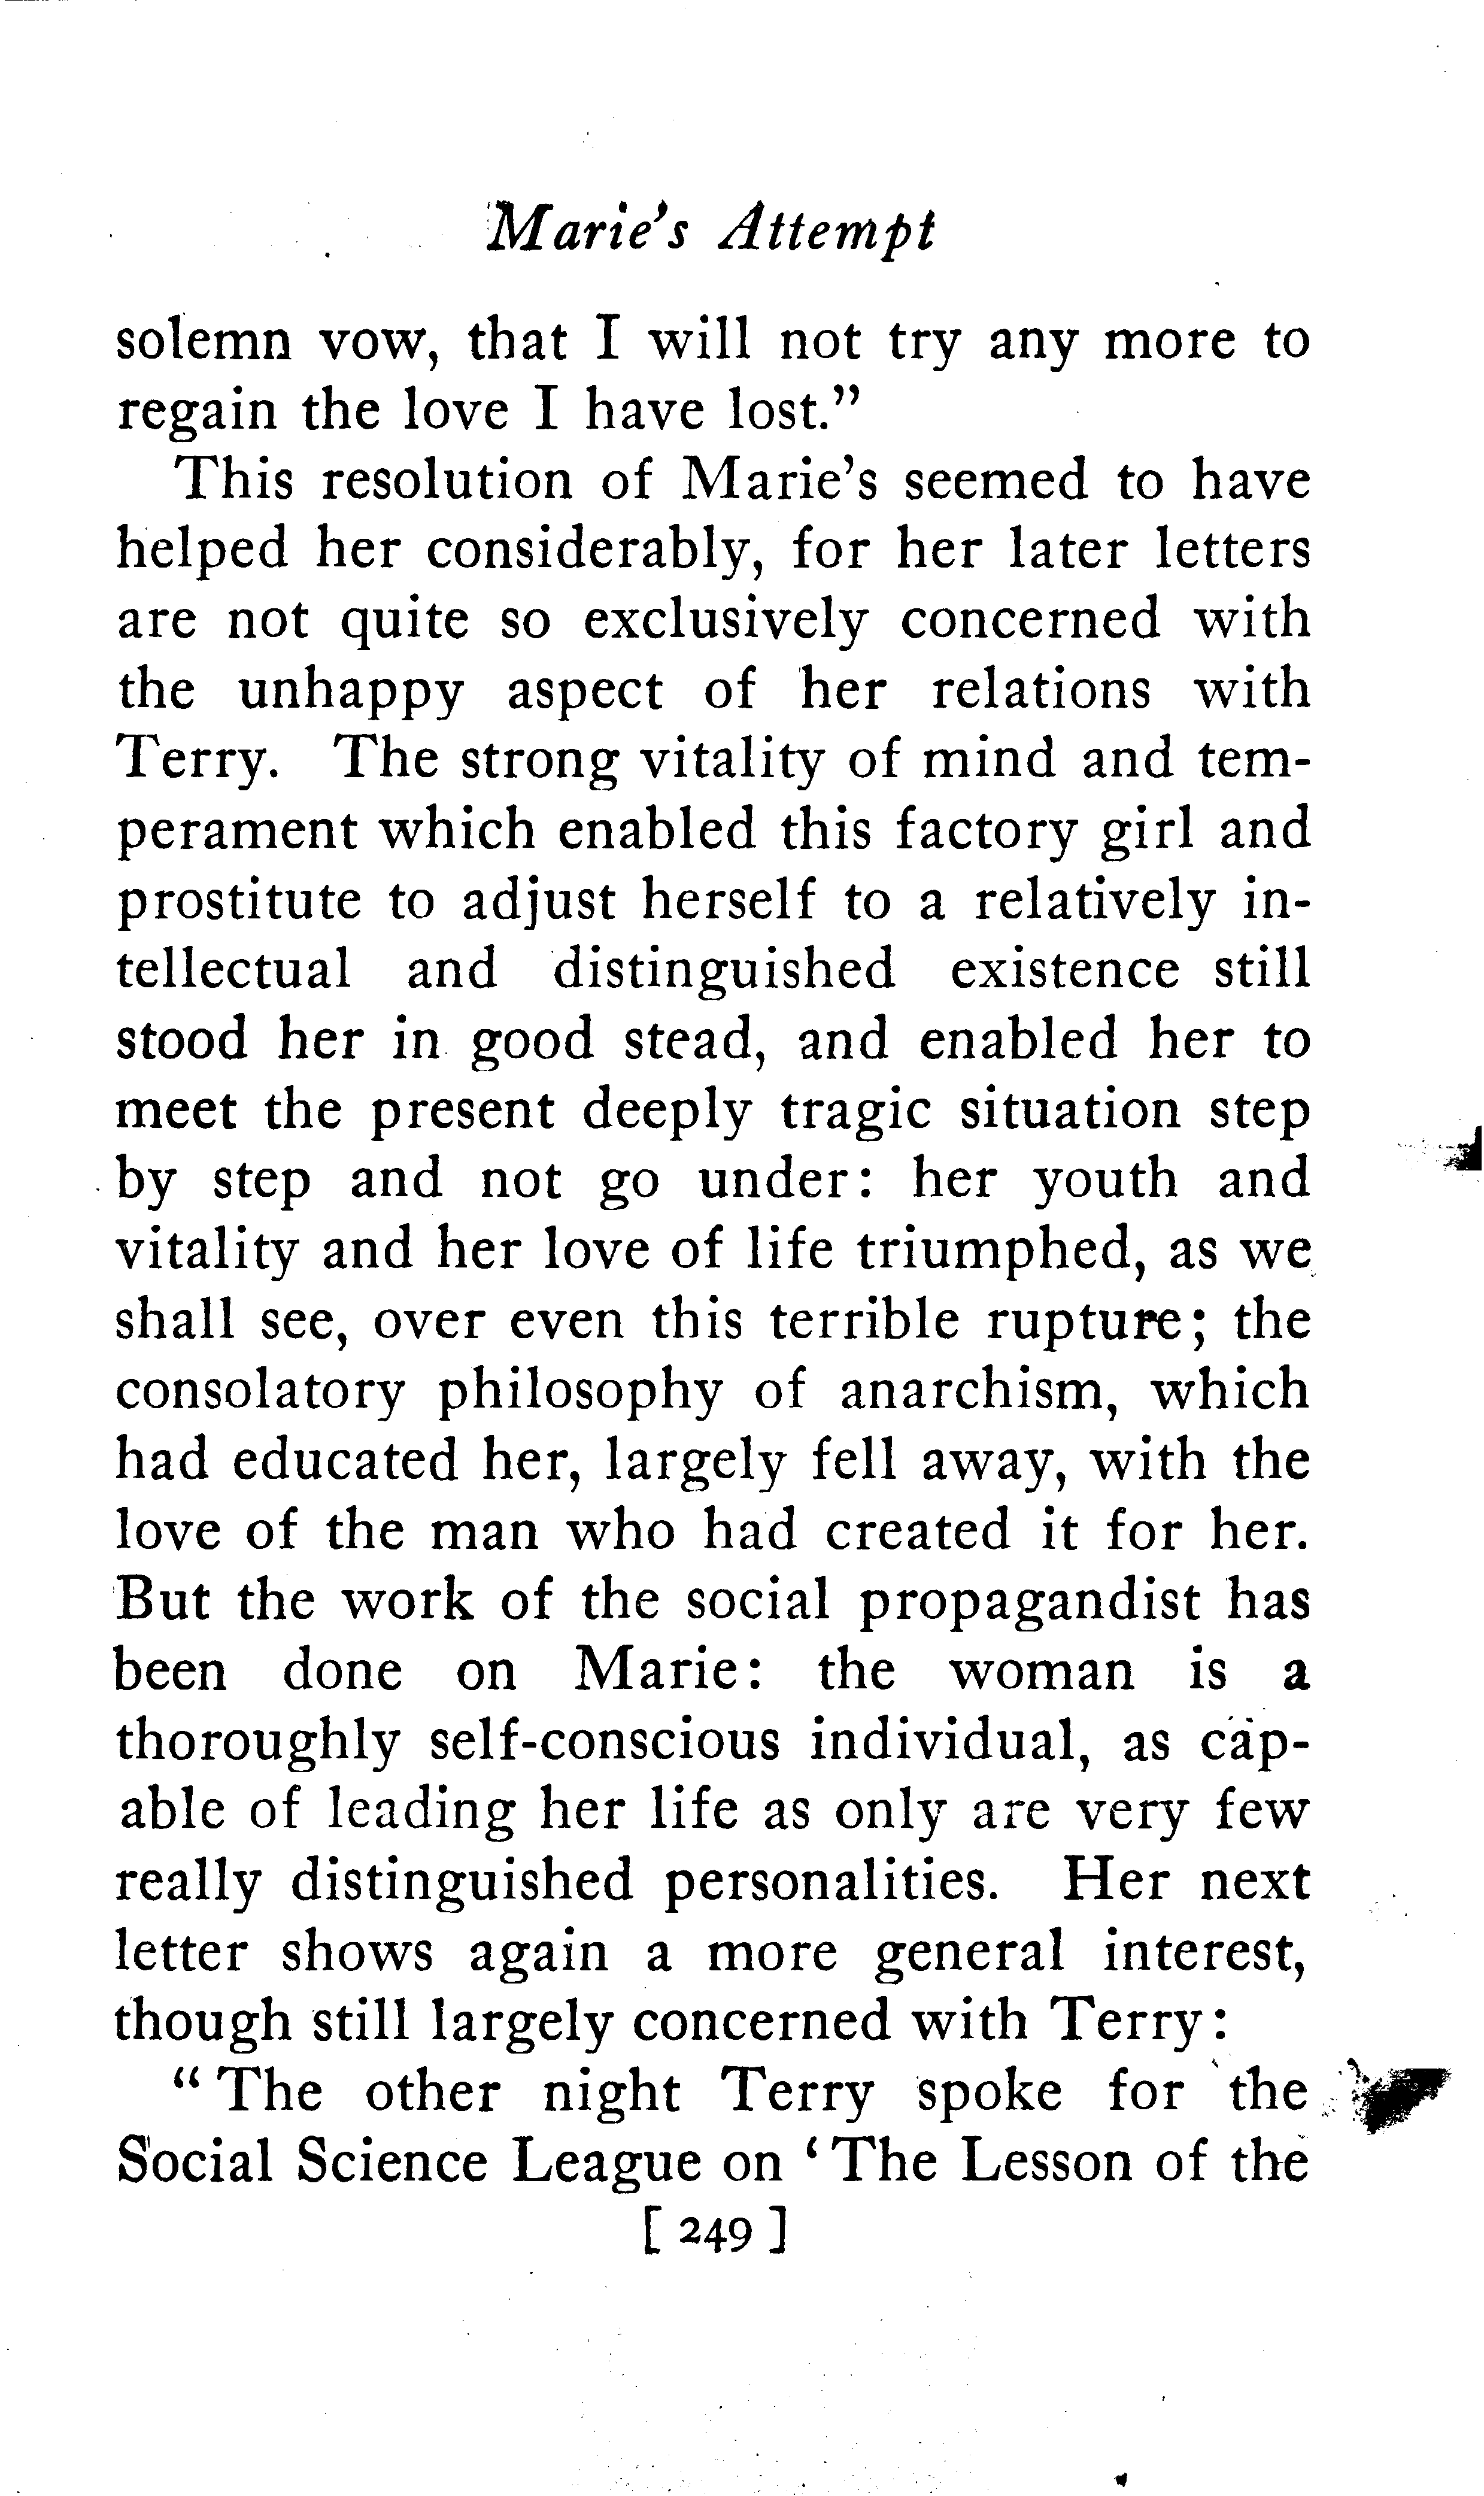 Marie's Attempt
solemn vow, that I will not try any more to
regain the love I have lost."
This resolution of Marie's seemed to have
helped her considerably, for her later letters
are not quite so exclusively concerned with
the unhappy aspect of her relations with
Terry. The strong vitality of mind and tem-
perament which enabled this factory girl and
prostitute to adjust herself to a relatively in-
tellectual and distinguished existence still
stood her in good stead, and enabled her to
meet the present deeply tragic situation step
by step and not go under: her youth and
vitality and her love of life triumphed, as we
shall see, over even this terrible rupture; the
consolatory philosophy of anarchism, which
had educated her, largely fell away, with the
love of the man who had created it for her.
But the work of the social propagandist has
been done on Marie: the woman is a
thoroughly self-conscious individual, as cap-
able of leading her life as only are very few
really distinguished personalities. Her next
letter shows again a more general interest,
though still largely concerned with Terry:
"The other night Terry spoke for the
Social Science League on 'The Lesson of the
[ 249 ]